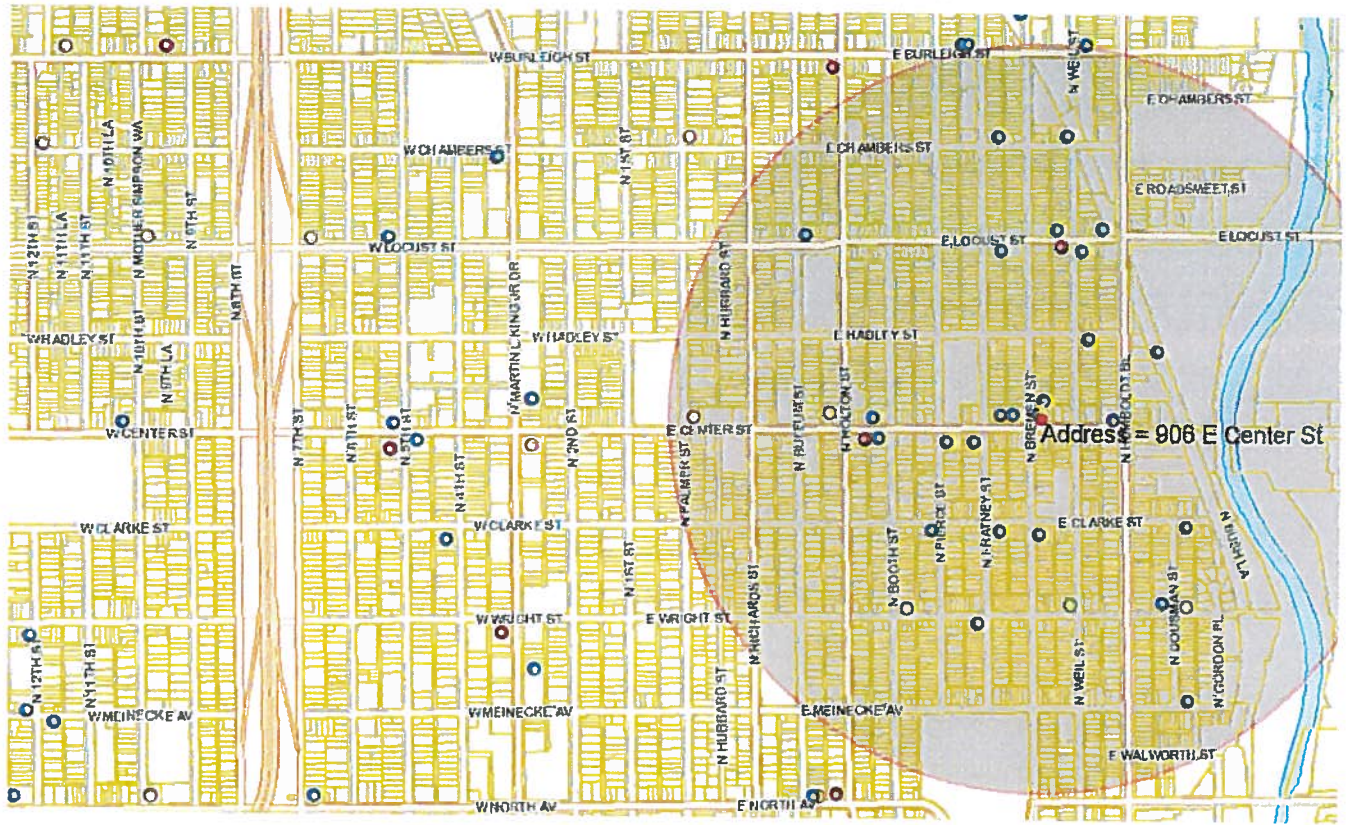 W BURLEIGH ST
E BURLEIGH ST
N WEIL ST
E CHAMBERS ST
N 10TH LA
N MOTHER SIMPSON WA
W CHAMBERS ST
N 1ST ST
E CHAMBERS ST
N 9TH ST
E ROADSMEET ST
N 12TH ST
N 11TH LA
N 11TH ST
W LOCUST ST
E LOCUST ST
E LOCUST ST
N 8TH ST
N MARTIN L KING JR DR
N HUBBARD ST
W HADLEY ST
N 10TH ST
N 9TH LA
W HADLEY ST
E HADLEY ST
W CENTER ST
N 7TH ST
N 5TH ST
N 4TH ST
N 2ND ST
E CENTER ST
N PALMER ST
N BUFFUM ST
N HOLTON ST
N BREMEN ST
N HUMBOLDT BL
Address = 906 E Center St
W CLARKE ST
W CLARKE ST
N 1ST ST
N RICHARDS ST
N BOOTH ST
N PIERCE ST
N FRATNEY ST
E CLARKE ST
N RUSH LA
W WRIGHT ST
E WRIGHT ST
N 12TH ST
N 11TH ST
N HUBBARD ST
N WEIL ST
N DOUSMAN ST
N GORDON PL
W MEINECKE AV
W MEINECKE AV
E MEINECKE AV
E WALWORTH ST
W NORTH AV
E NORTH AV